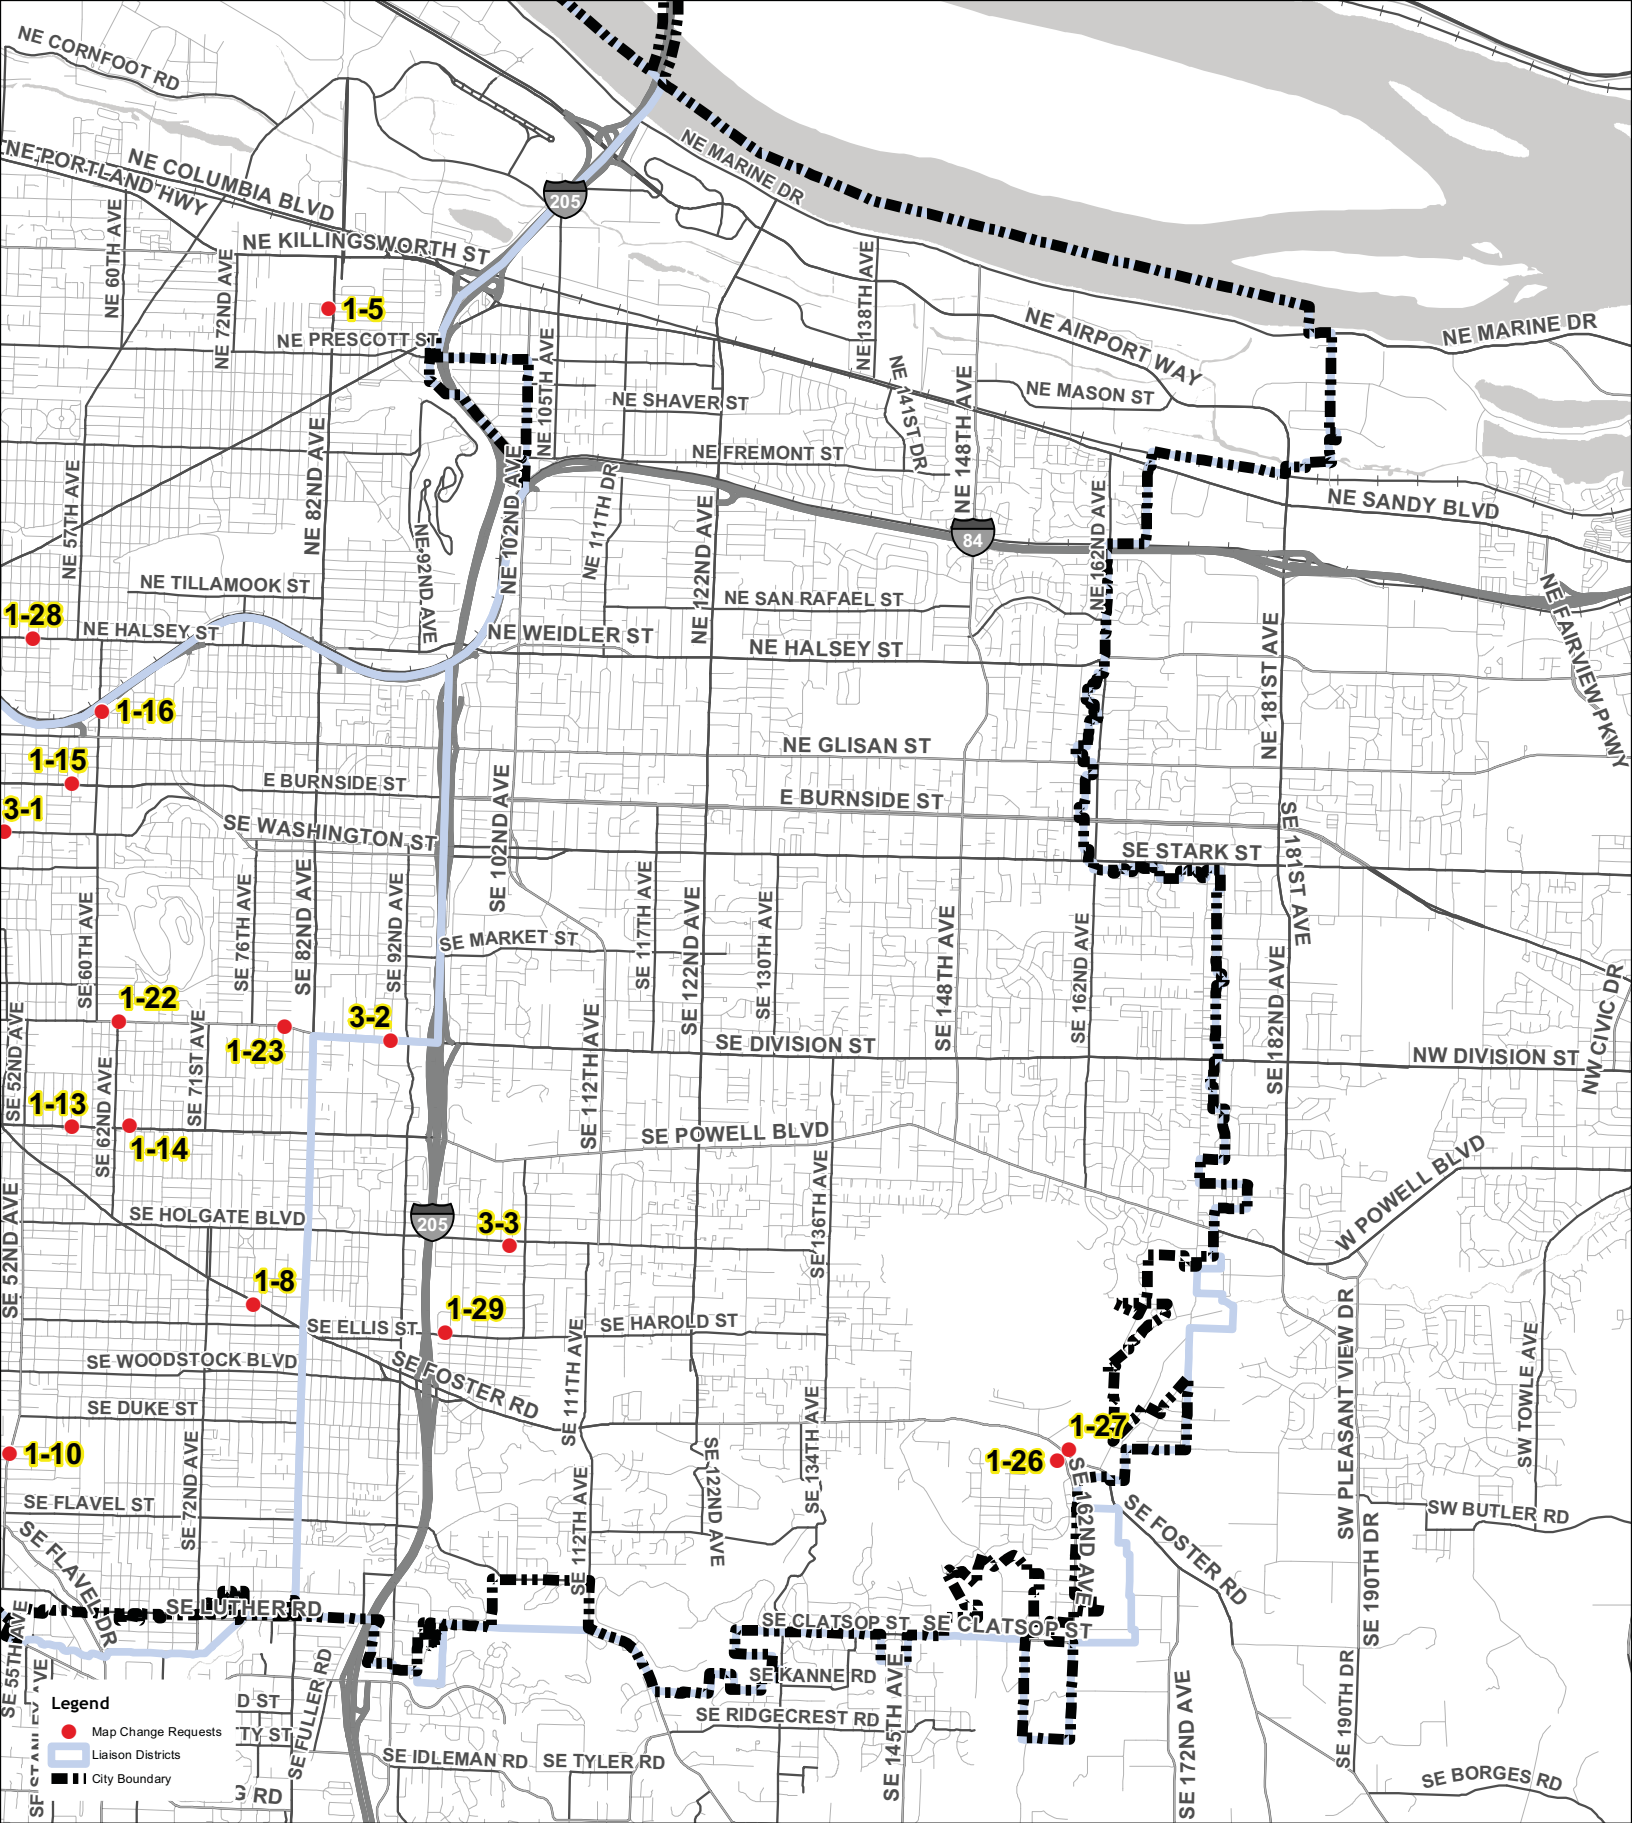 NE CORNFOOT RD
NE MARINE DR
NE PORTLAND HWY
NE COLUMBIA BLVD
205
NE KILLINGSWORTH ST
NE 60TH AVE
NE 72ND AVE
NE 138TH AVE
1-5
NE PRESCOTT ST
NE AIRPORT WAY
NE MARINE DR
NE 105TH AVE
NE 141ST DR
NE MASON ST
NE SHAVER ST
NE 148TH AVE
NE 82ND AVE
NE FREMONT ST
NE 57TH AVE
NE 102ND AVE
NE 111TH DR
NE 122ND AVE
NE 162ND AVE
NE SANDY BLVD
84
NE 92ND AVE
NE TILLAMOOK ST
NE SAN RAFAEL ST
NE FAIRVIEW PKWY
1-28
NE HALSEY ST
NE WEIDLER ST
NE HALSEY ST
NE 181ST AVE
1-16
NE GLISAN ST
1-15
E BURNSIDE ST
E BURNSIDE ST
3-1
SE WASHINGTON ST
SE 102ND AVE
SE STARK ST
SE 181ST AVE
SE 60TH AVE
SE 76TH AVE
SE 82ND AVE
SE 92ND AVE
SE MARKET ST
SE 117TH AVE
SE 122ND AVE
SE 130TH AVE
SE 148TH AVE
SE 162ND AVE
SE 182ND AVE
NW CIVIC DR
1-22
3-2
1-23
SE 52ND AVE
SE 71ST AVE
SE 112TH AVE
SE DIVISION ST
NW DIVISION ST
1-13
SE 62ND AVE
1-14
SE POWELL BLVD
W POWELL BLVD
SE 52ND AVE
SE HOLGATE BLVD
205
3-3
SE 136TH AVE
1-8
1-29
SE ELLIS ST
SE HAROLD ST
SE 111TH AVE
SW PLEASANT VIEW DR
SW TOWLE AVE
SE WOODSTOCK BLVD
SE FOSTER RD
SE DUKE ST
1-10
SE 72ND AVE
SE 122ND AVE
SE 134TH AVE
1-27
1-26
SE 162ND AVE
SE FLAVEL ST
SE 112TH AVE
SE FOSTER RD
SW BUTLER RD
SE FLAVEL DR
SE 190TH DR
SE LUTHER RD
SE CLATSOP ST
SE CLATSOP ST
SE 55TH AVE
SE KANNE RD
SE 145TH AVE
SE 172ND AVE
SE 190TH DR
SE FULLER RD
SE RIDGECREST RD
SE IDLEMAN RD
SE TYLER RD
SE BORGES RD
D ST
TY ST
G RD
Legend
Map Change Requests
Liaison Districts
City Boundary